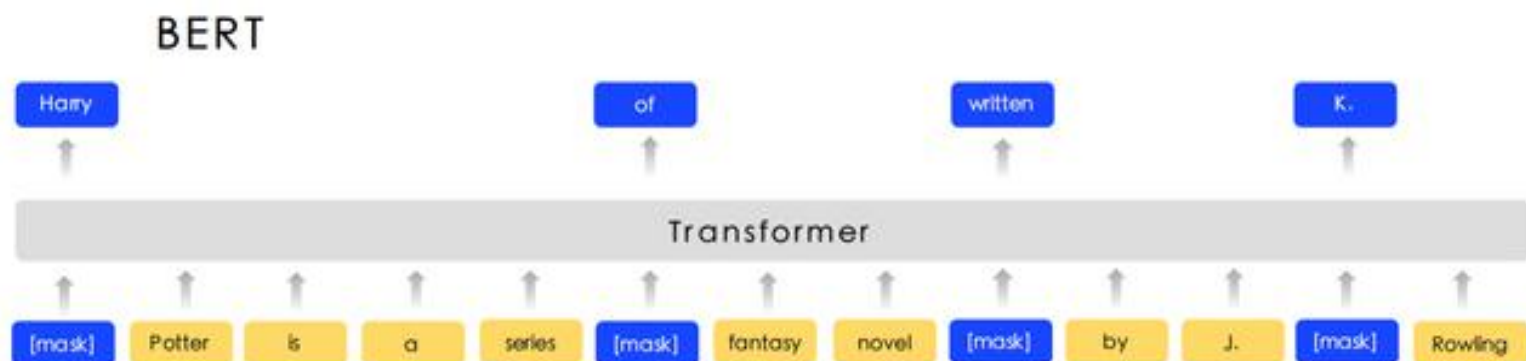 BERT
Harry of written K.
Transformer
[mask] Potter is a series [mask] fantasy novel [mask] by J. [mask] Rowling